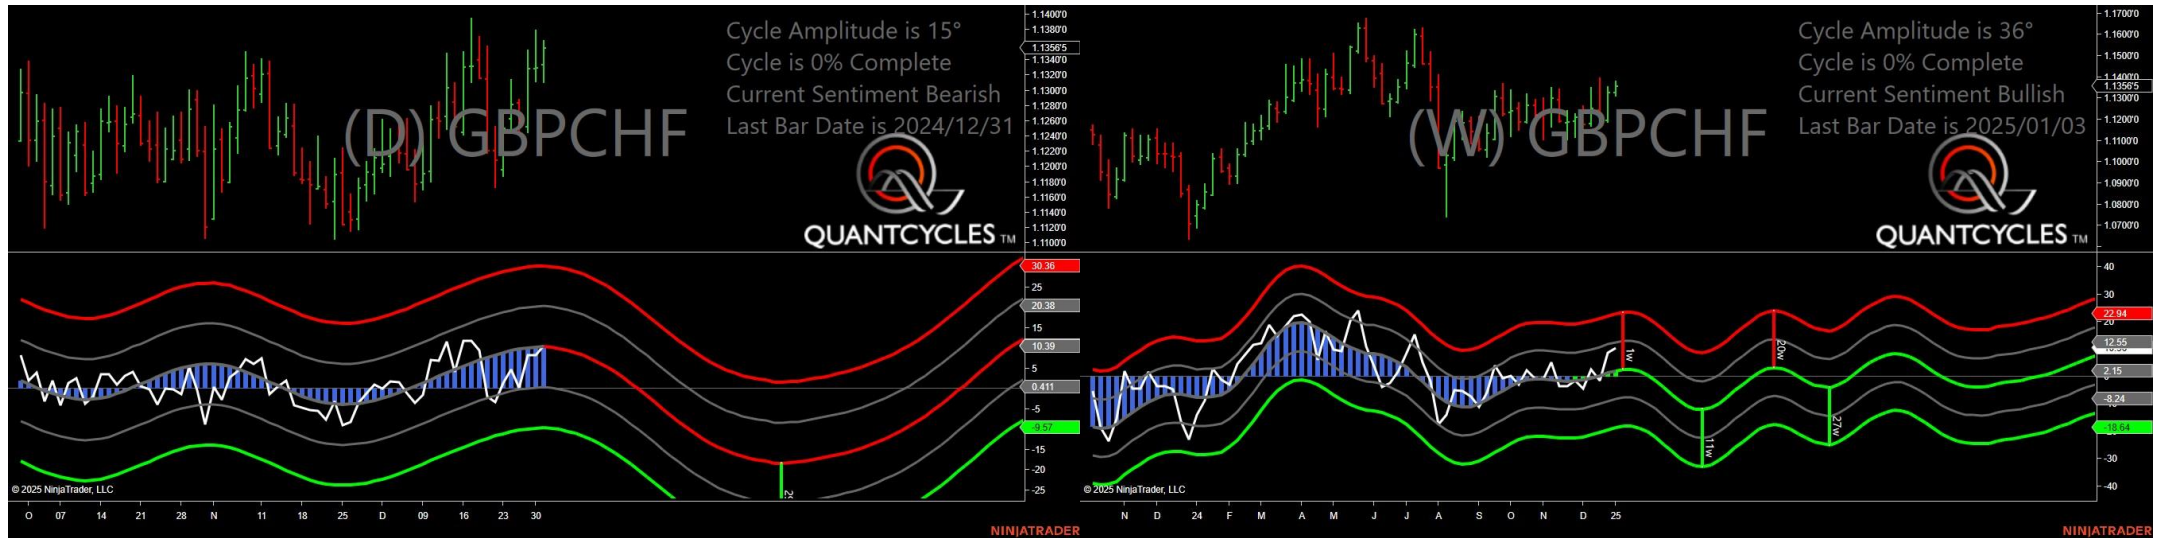 Cycle Amplitude is 15°
Cycle is 0% Complete
Current Sentiment Bearish
Last Bar Date is 2024/12/31
(D) GBPCHF
QUANTCYCLES TM
1.1400'0
1.1380'0
1.1356'5
1.1340'0
1.1320'0
1.1300'0
1.1280'0
1.1260'0
1.1240'0
1.1220'0
1.1200'0
1.1180'0
1.1160'0
1.1140'0
1.1120'0
1.1100'0
30.36
25
20.38
15
10.39
5
0.411
-5
-9.57
-15
-20
-25
© 2025 NinjaTrader, LLC
O 07 14 21 28 N 11 18 25 D 09 16 23 30
NINJATRADER
Cycle Amplitude is 36°
Cycle is 0% Complete
Current Sentiment Bullish
Last Bar Date is 2025/01/03
(W) GBPCHF
QUANTCYCLES TM
1.1700'0
1.1600'0
1.1500'0
1.1400'0
1.1356'5
1.1300'0
1.1200'0
1.1100'0
1.1000'0
1.0900'0
1.0800'0
1.0700'0
40
30
22.94
20
12.55
2.15
-8.24
-18.64
-30
-40
1w
11w
20w
27w
© 2025 NinjaTrader, LLC
N D 24 F M A M J J A S O N D 25
NINJATRADER